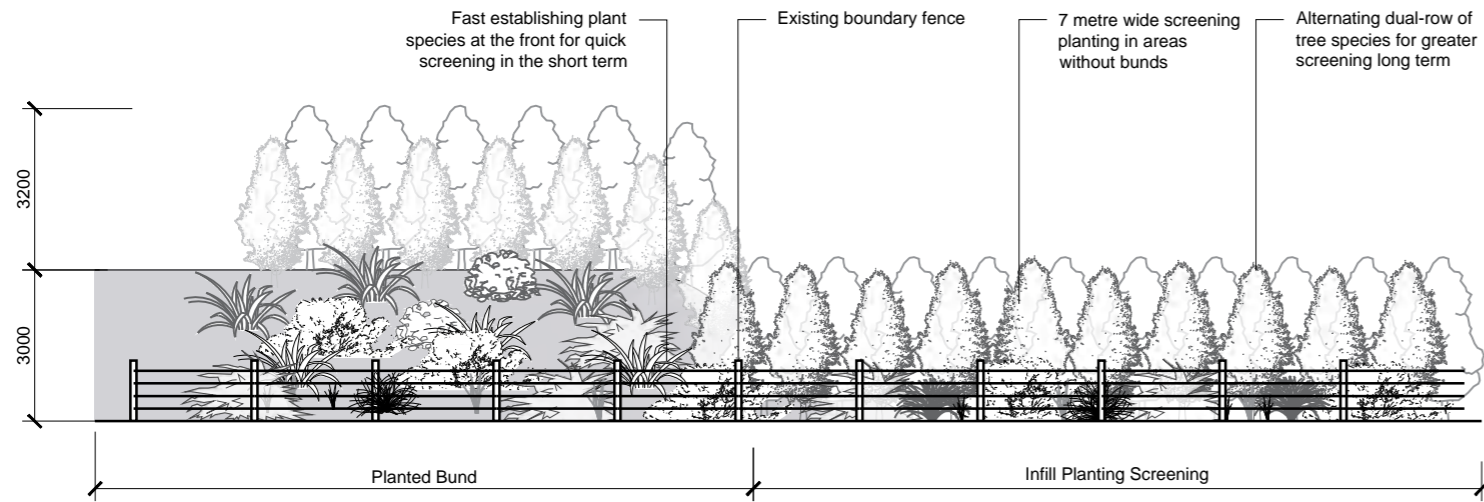 Fast establishing plant
species at the front for quick
screening in the short term
Existing boundary fence
7 metre wide screening
planting in areas
without bunds
Alternating dual-row of
tree species for greater
screening long term
3200
3000
Planted Bund
Infill Planting Screening